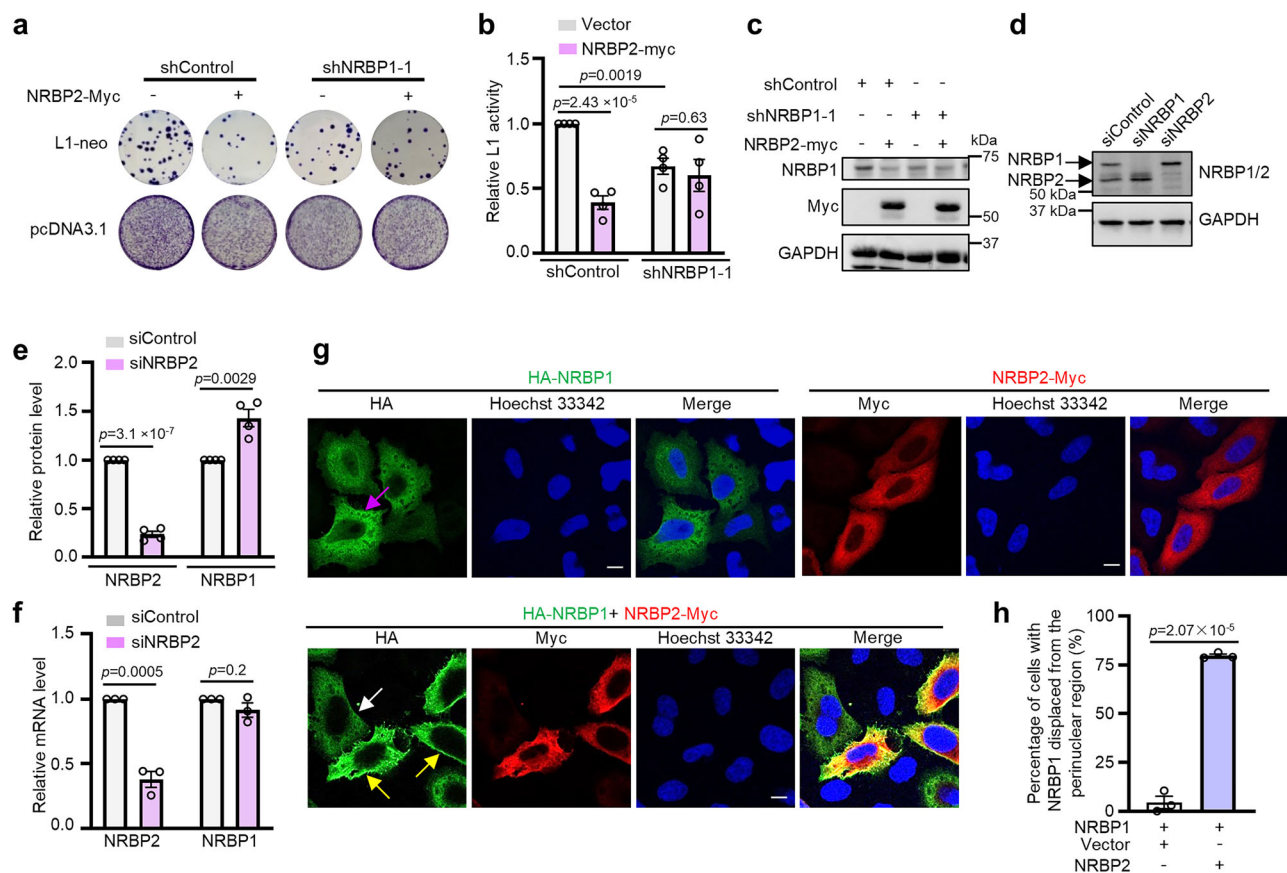 a
shControl
shNRBP1-1
NRBP2-Myc
-
+
-
+
L1-neo
pcDNA3.1
b
Vector
NRBP2-myc
Relative L1 activity
1.5
1.0
0.5
0.0
p=0.0019
p=2.43 ×10-5
p=0.63
shControl
shNRBP1-1
c
shControl + + - -
shNRBP1-1 - - + +
NRBP2-myc - + - +
kDa
NRBP1
75
Myc
50
GAPDH
37
d
siControl
siNRBP1
siNRBP2
NRBP1
NRBP2
50 kDa
37 kDa
NRBP1/2
GAPDH
e
siControl
siNRBP2
Relative protein level
2.0
1.5
1.0
0.5
0.0
p=3.1 ×10-7
p=0.0029
NRBP2
NRBP1
f
siControl
siNRBP2
Relative mRNA level
1.5
1.0
0.5
0.0
p=0.0005
p=0.2
NRBP2
NRBP1
g
HA-NRBP1
HA
Hoechst 33342
Merge
NRBP2-Myc
Myc
Hoechst 33342
Merge
HA-NRBP1+ NRBP2-Myc
HA
Myc
Hoechst 33342
Merge
h
Percentage of cells with
NRBP1 displaced from the
perinuclear region (%)
100
75
50
25
0
p=2.07×10-5
NRBP1 + +
Vector + -
NRBP2 - +